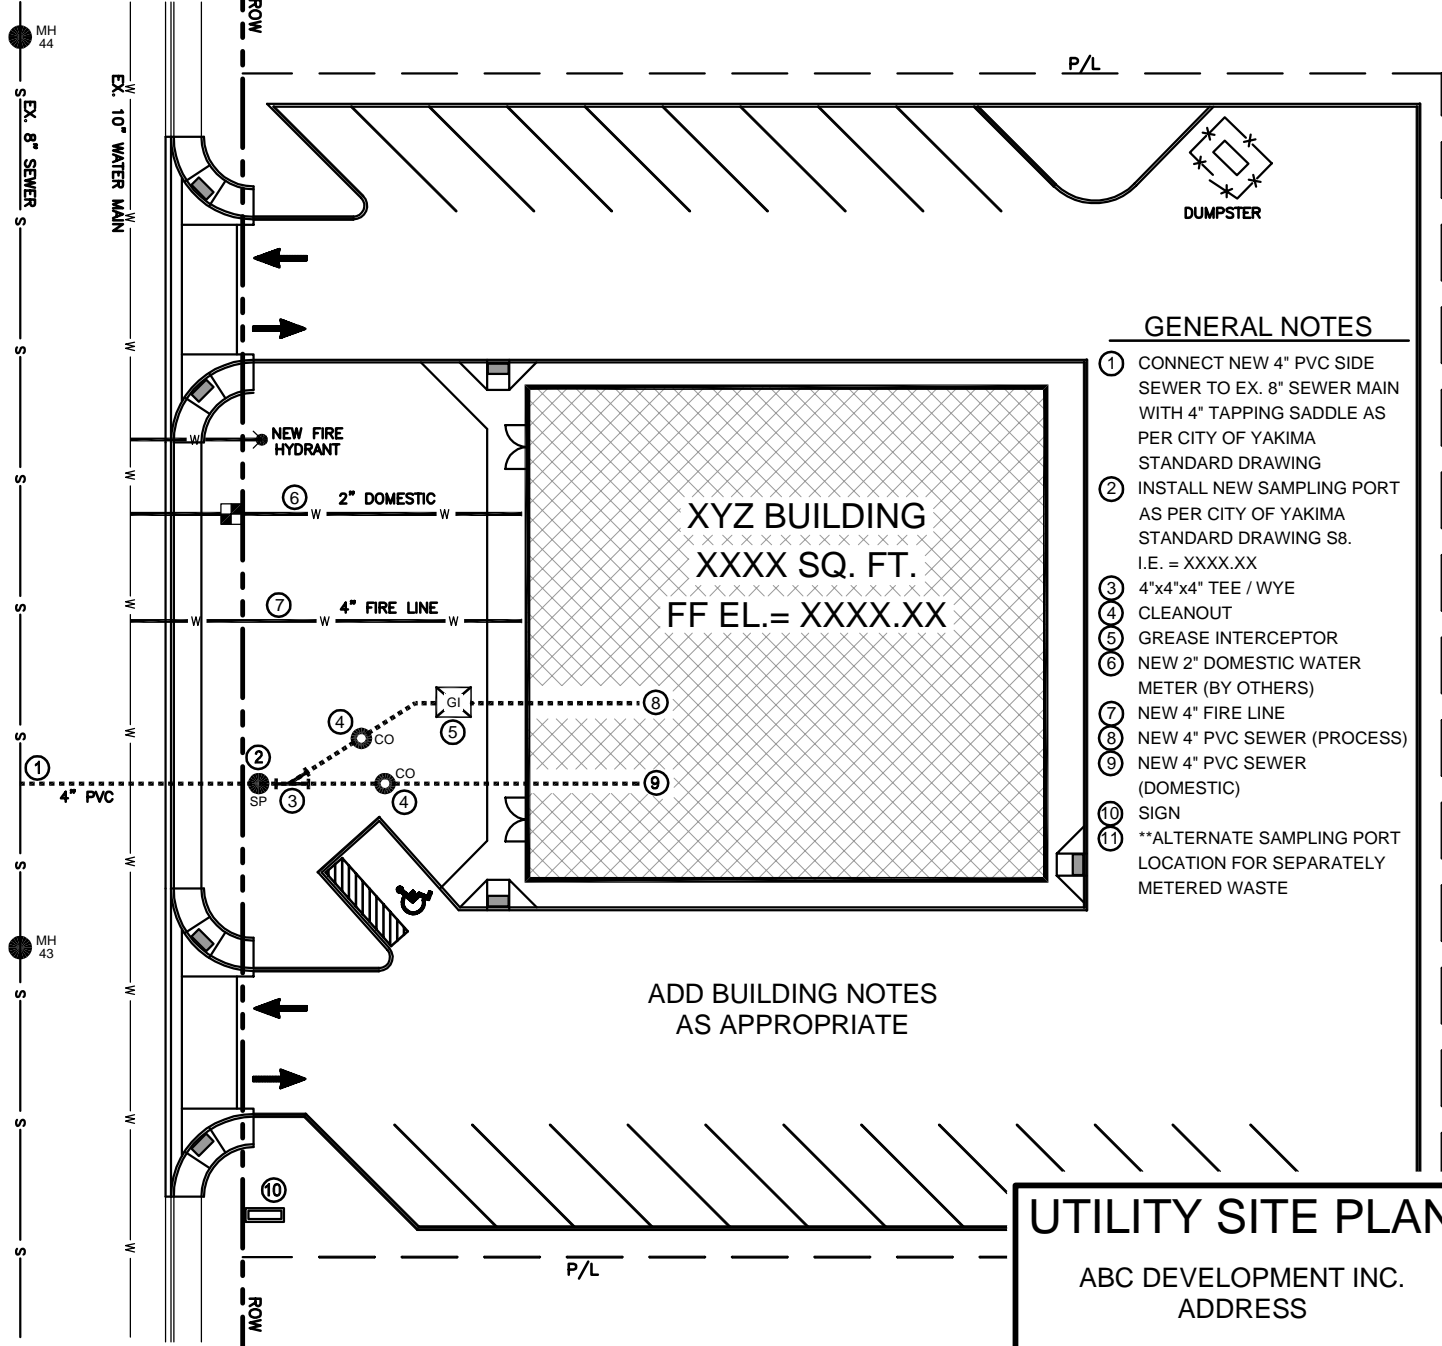 MH
44
ROW
P/L
EX. 8" SEWER
EX. 10" WATER MAIN
S
S
S
S
S
S
S
S
S
S
W
W
W
W
W
W
W
W
W
W
DUMPSTER
GENERAL NOTES
1 CONNECT NEW 4" PVC SIDE
SEWER TO EX. 8" SEWER MAIN
WITH 4" TAPPING SADDLE AS
PER CITY OF YAKIMA
STANDARD DRAWING
2 INSTALL NEW SAMPLING PORT
AS PER CITY OF YAKIMA
STANDARD DRAWING S8.
I.E. = XXXX.XX
3 4"x4"x4" TEE / WYE
4 CLEANOUT
5 GREASE INTERCEPTOR
6 NEW 2" DOMESTIC WATER
METER (BY OTHERS)
7 NEW 4" FIRE LINE
8 NEW 4" PVC SEWER (PROCESS)
9 NEW 4" PVC SEWER
(DOMESTIC)
10 SIGN
11 **ALTERNATE SAMPLING PORT
LOCATION FOR SEPARATELY
METERED WASTE
W
NEW FIRE
HYDRANT
6 2" DOMESTIC
W W
XYZ BUILDING
XXXX SQ. FT.
FF EL.= XXXX.XX
7 4" FIRE LINE
W W W
GI
8
5
4
CO
1
2
CO
9
4" PVC
SP
3
4
MH
43
ADD BUILDING NOTES
AS APPROPRIATE
10
P/L
ROW
UTILITY SITE PLAN
ABC DEVELOPMENT INC.
ADDRESS